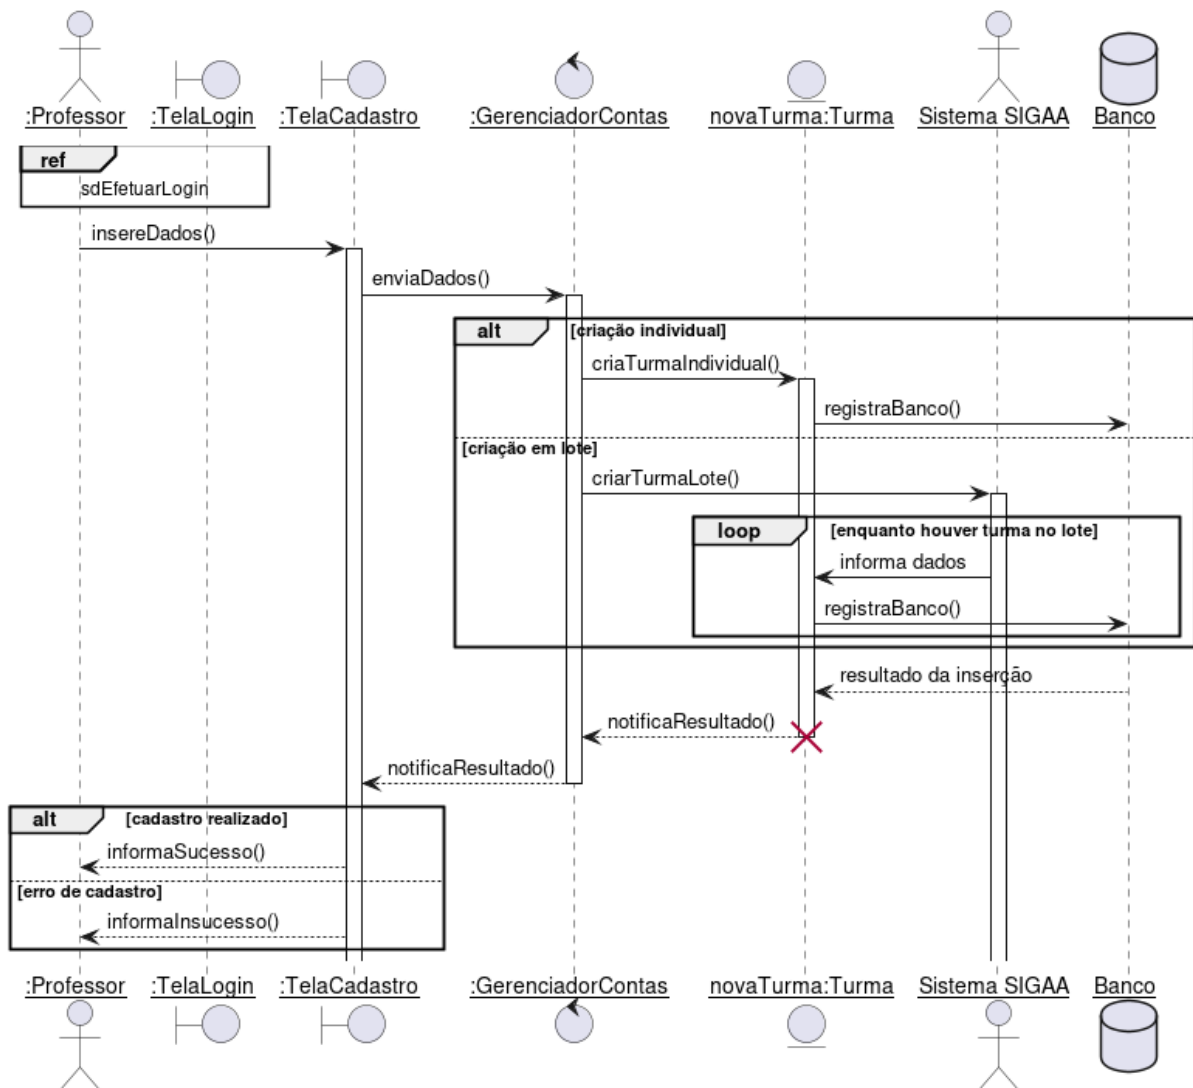 :Professor
:TelaLogin
:TelaCadastro
:GerenciadorContas
novaTurma:Turma
Sistema SIGAA
Banco
ref
sdEfetuarLogin
insereDados()
enviaDados()
alt [criação individual]
criaTurmaIndividual()
registraBanco()
[criação em lote]
criarTurmaLote()
loop [enquanto houver turma no lote]
informa dados
registraBanco()
resultado da inserção
notificaResultado()
notificaResultado()
alt [cadastro realizado]
informaSucesso()
[erro de cadastro]
informaInsucesso()
:Professor
:TelaLogin
:TelaCadastro
:GerenciadorContas
novaTurma:Turma
Sistema SIGAA
Banco